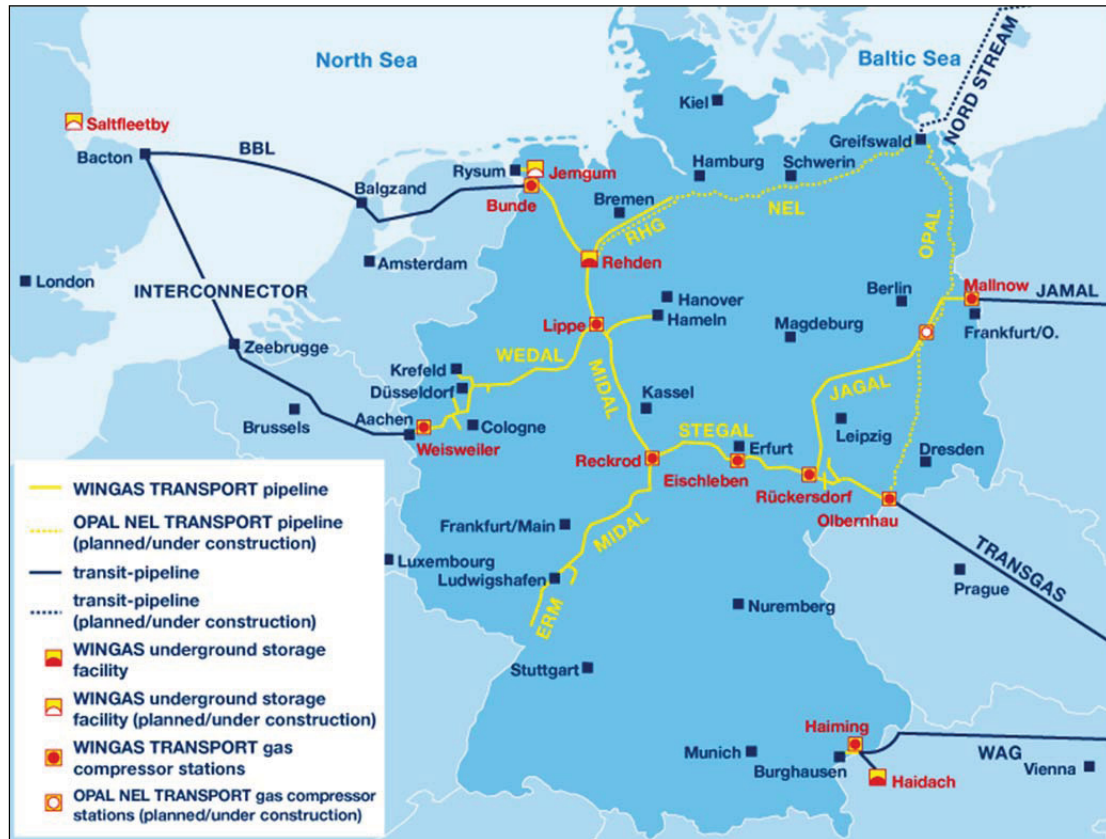 North Sea
Baltic Sea
NORD STREAM
Kiel
Saltfleetby
Greifswald
Bacton
BBL
Rysum
Jemgum
Hamburg
Schwerin
Balgzand
Bunde
Bremen
NEL
RHG
OPAL
Amsterdam
Rehden
London
INTERCONNECTOR
Hanover
Berlin
Mallnow
JAMAL
Hameln
Lippe
Magdeburg
Frankfurt/O.
Zeebrugge
WEDAL
Krefeld
MIDAL
Düsseldorf
Kassel
JAGAL
Brussels
Aachen
Cologne
STEGAL
Leipzig
Weisweiler
Erfurt
Dresden
Reckrod
Eischleben
Rückersdorf
Olbernhau
Frankfurt/Main
MIDAL
TRANSGAS
Luxembourg
Ludwigshafen
Prague
ERM
Nuremberg
Stuttgart
Haiming
Munich
WAG
Burghausen
Vienna
Haidach
WINGAS TRANSPORT pipeline
OPAL NEL TRANSPORT pipeline
(planned/under construction)
transit-pipeline
transit-pipeline
(planned/under construction)
WINGAS underground storage
facility
WINGAS underground storage
facility (planned/under construction)
WINGAS TRANSPORT gas
compressor stations
OPAL NEL TRANSPORT gas compressor
stations (planned/under construction)